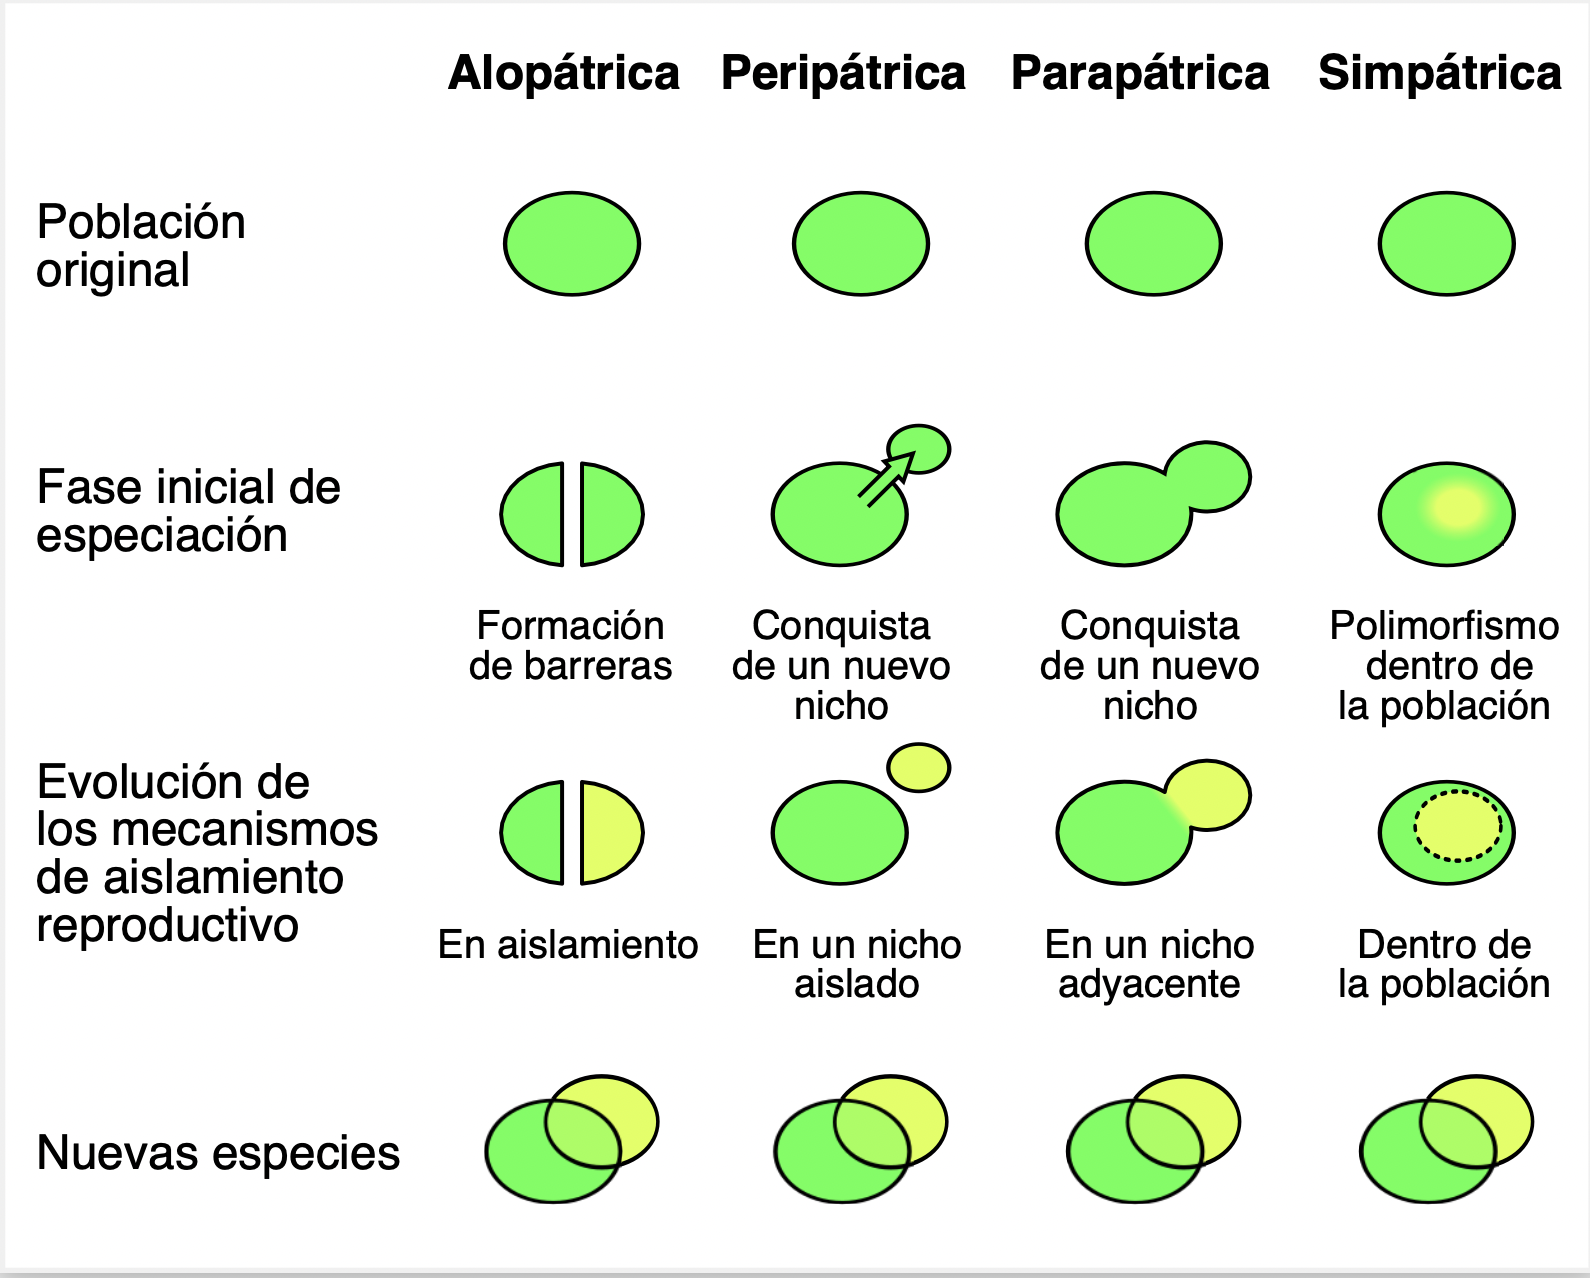 Alopátrica Peripátrica Parapátrica Simpátrica
Población
original
Fase inicial de
especiación
Formación
de barreras
Conquista
de un nuevo
nicho
Conquista
de un nuevo
nicho
Polimorfismo
dentro de
la población
Evolución de
los mecanismos
de aislamiento
reproductivo
En aislamiento
En un nicho
aislado
En un nicho
adyacente
Dentro de
la población
Nuevas especies